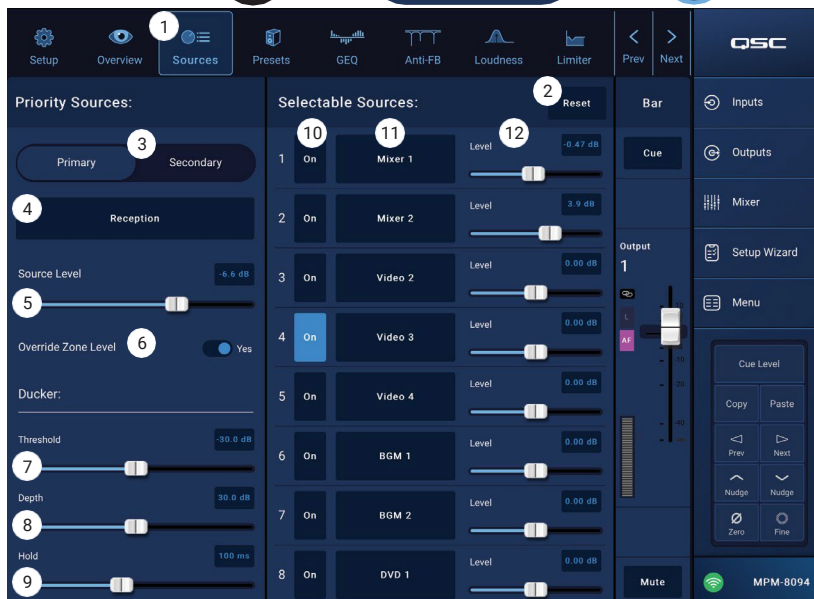 1
Setup
Overview
Sources
Presets
GEQ
Anti-FB
Loudness
Limiter
Prev
Next
QSC
Priority Sources:
3
Primary
Secondary
4
Reception
Source Level
-6.6 dB
5
Override Zone Level
6
Yes
Ducker:
Threshold
-30.0 dB
7
Depth
30.0 dB
8
Hold
100 ms
9
Selectable Sources:
2
Reset
10
11
12
1
On
Mixer 1
Level
-0.47 dB
2
On
Mixer 2
Level
3.9 dB
3
On
Video 2
Level
0.00 dB
4
On
Video 3
Level
0.00 dB
5
On
Video 4
Level
0.00 dB
6
On
BGM 1
Level
0.00 dB
7
On
BGM 2
Level
0.00 dB
8
On
DVD 1
Level
0.00 dB
Bar
Cue
Output
1
L
AF
10
-10
-20
-40
Mute
Inputs
Outputs
Mixer
Setup Wizard
Menu
Cue Level
Copy
Paste
Prev
Next
Nudge
Nudge
Zero
Fine
MPM-8094